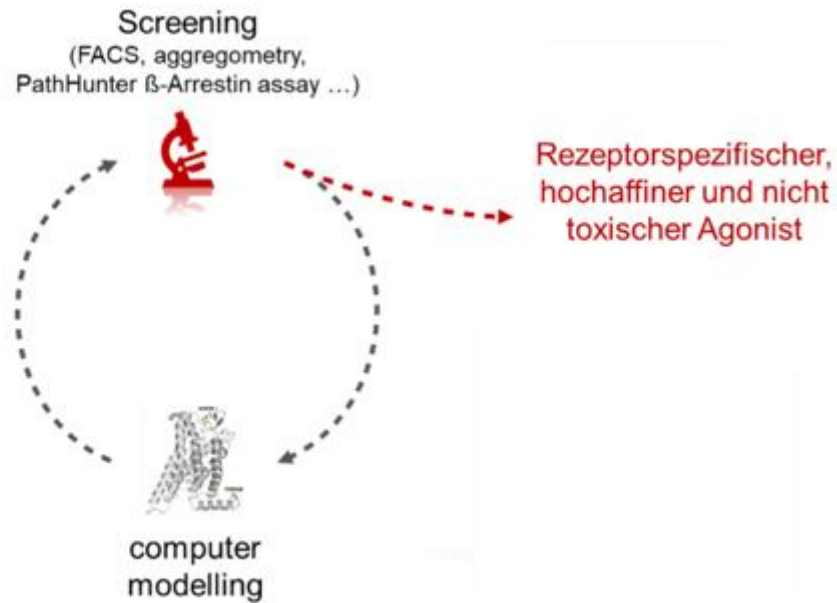 Screening
(FACS, aggregometry,
PathHunter ß-Arrestin assay …)
Rezeptorspezifischer,
hochaffiner und nicht
toxischer Agonist
computer
modelling